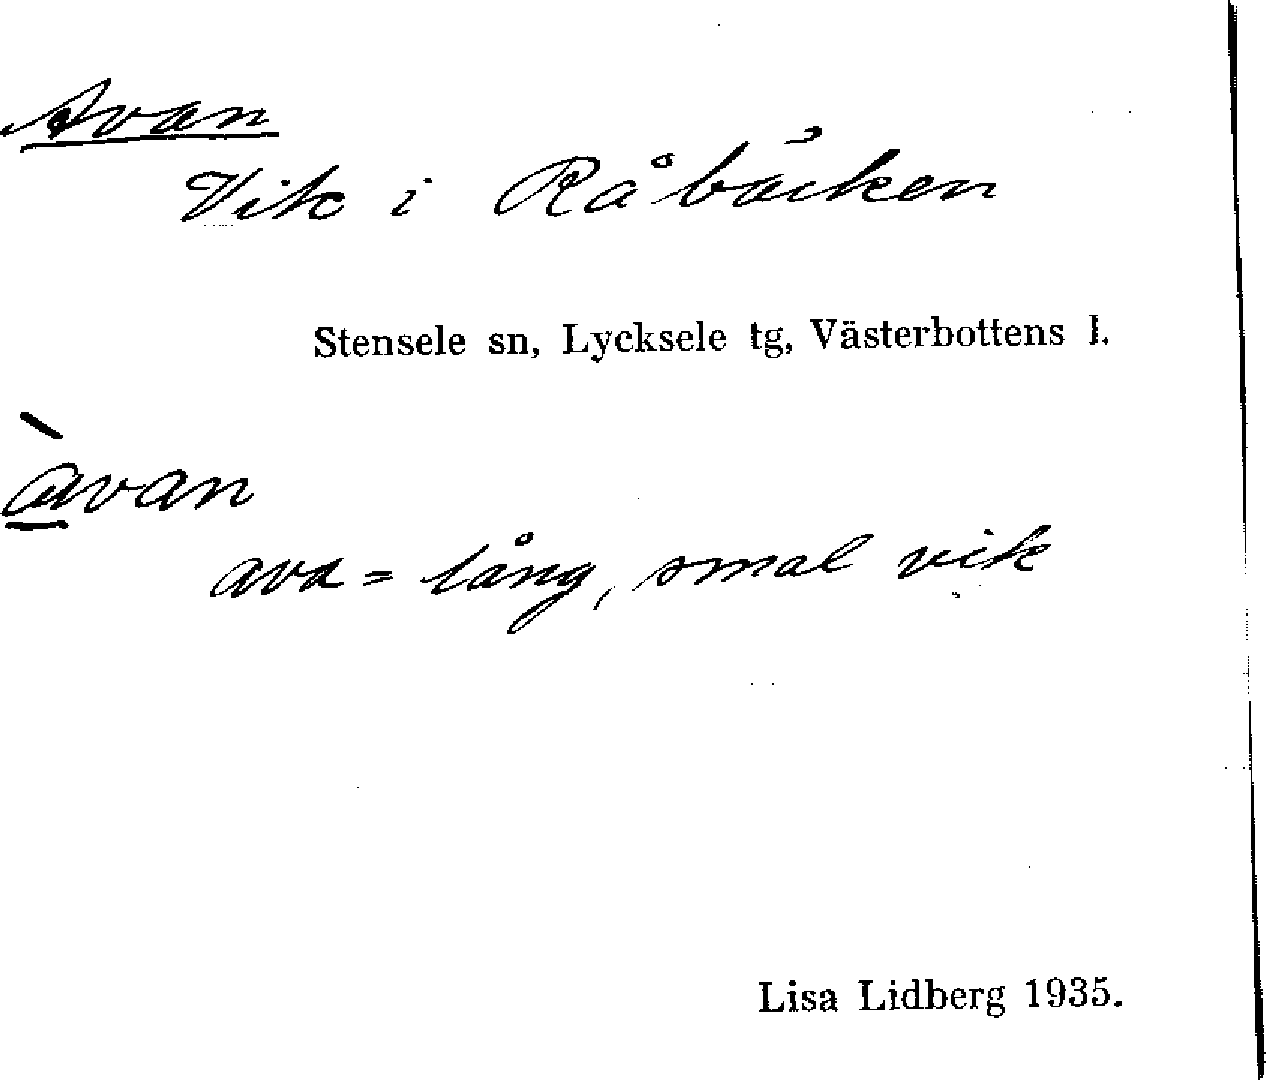 Avan
Vik i Råbäcken
Stensele sn, Lycksele tg, Västerbottens l.
àvan
ava = lång, smal vik
Lisa Lidberg 1935.